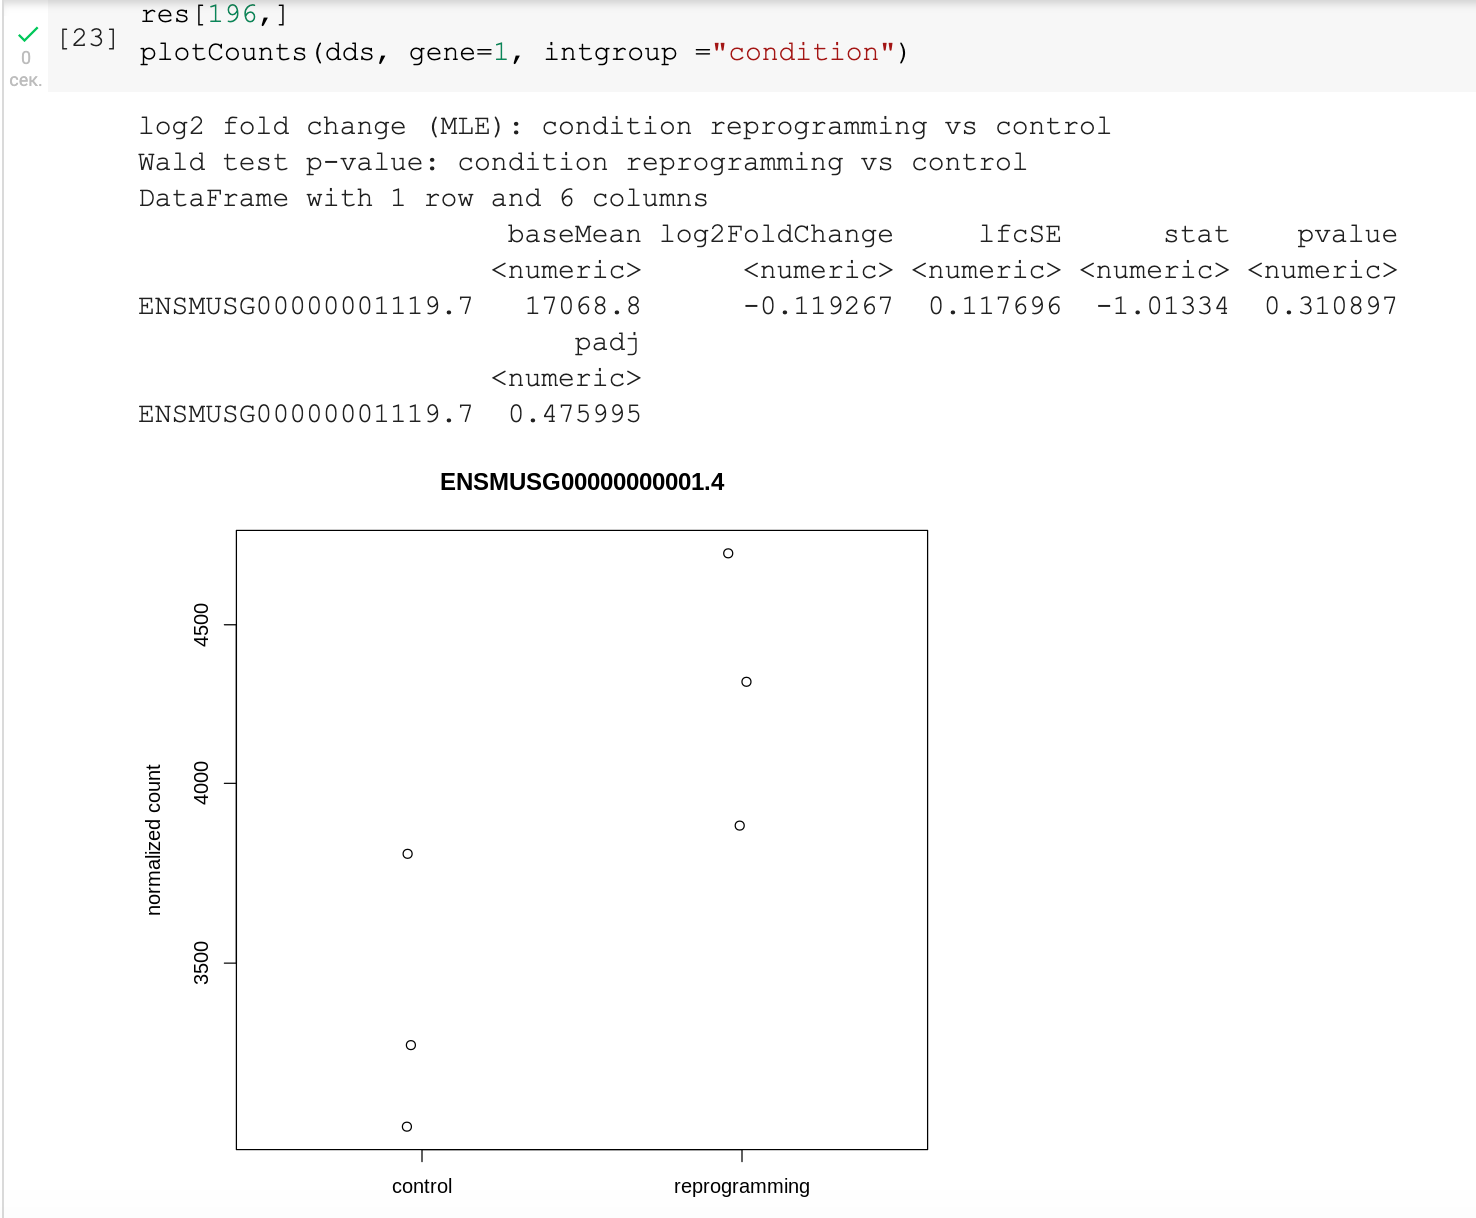 res[196,]
[23]
plotCounts(dds, gene=1, intgroup ="condition")
0
сек.
log2 fold change (MLE): condition reprogramming vs control
Wald test p-value: condition reprogramming vs control
DataFrame with 1 row and 6 columns
baseMean log2FoldChange lfcSE stat pvalue
<numeric> <numeric> <numeric> <numeric> <numeric>
ENSMUSG00000001119.7 17068.8 -0.119267 0.117696 -1.01334 0.310897
padj
<numeric>
ENSMUSG00000001119.7 0.475995
ENSMUSG00000000001.4
4500
4000
normalized count
3500
control reprogramming